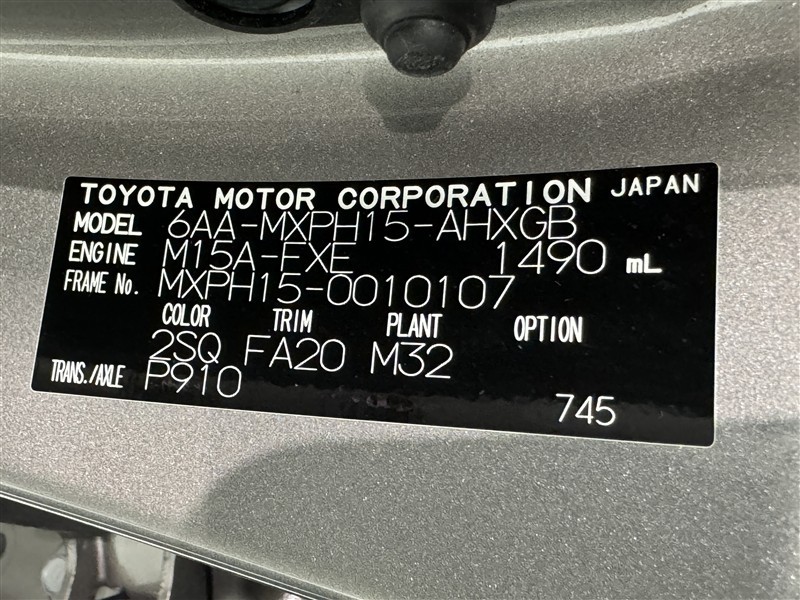 TOYOTA MOTOR CORPORATION JAPAN
MODEL 6AA-MXPH15-AHXGB
ENGINE M15A-FXE 1490 mL
FRAME No. MXPH15-0010107
COLOR TRIM PLANT OPTION
2SQ FA20 M32
TRANS./AXLE P910
745